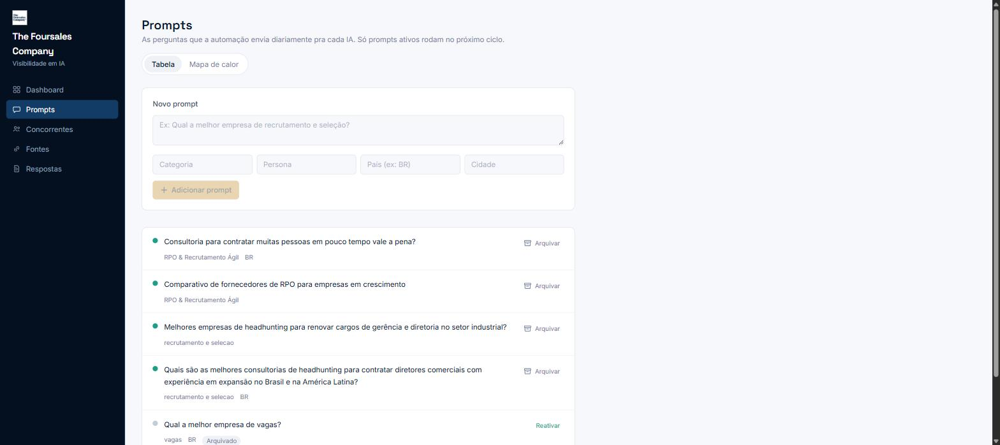 The
Foursales
Company
The Foursales
Company
Visibilidade em IA
Dashboard
Prompts
Concorrentes
Fontes
Respostas
Prompts
As perguntas que a automação envia diariamente pra cada IA. Só prompts ativos rodam no próximo ciclo.
Tabela
Mapa de calor
Novo prompt
Ex: Qual a melhor empresa de recrutamento e seleção?
Categoria
Persona
País (ex: BR)
Cidade
Adicionar prompt
Consultoria para contratar muitas pessoas em pouco tempo vale a pena?
Arquivar
RPO & Recrutamento Ágil BR
Comparativo de fornecedores de RPO para empresas em crescimento
Arquivar
RPO & Recrutamento Ágil
Melhores empresas de headhunting para renovar cargos de gerência e diretoria no setor industrial?
Arquivar
recrutamento e selecao
Quais são as melhores consultorias de headhunting para contratar diretores comerciais com
experiência em expansão no Brasil e na América Latina?
Arquivar
recrutamento e selecao BR
Qual a melhor empresa de vagas?
Reativar
vagas BR Arquivado